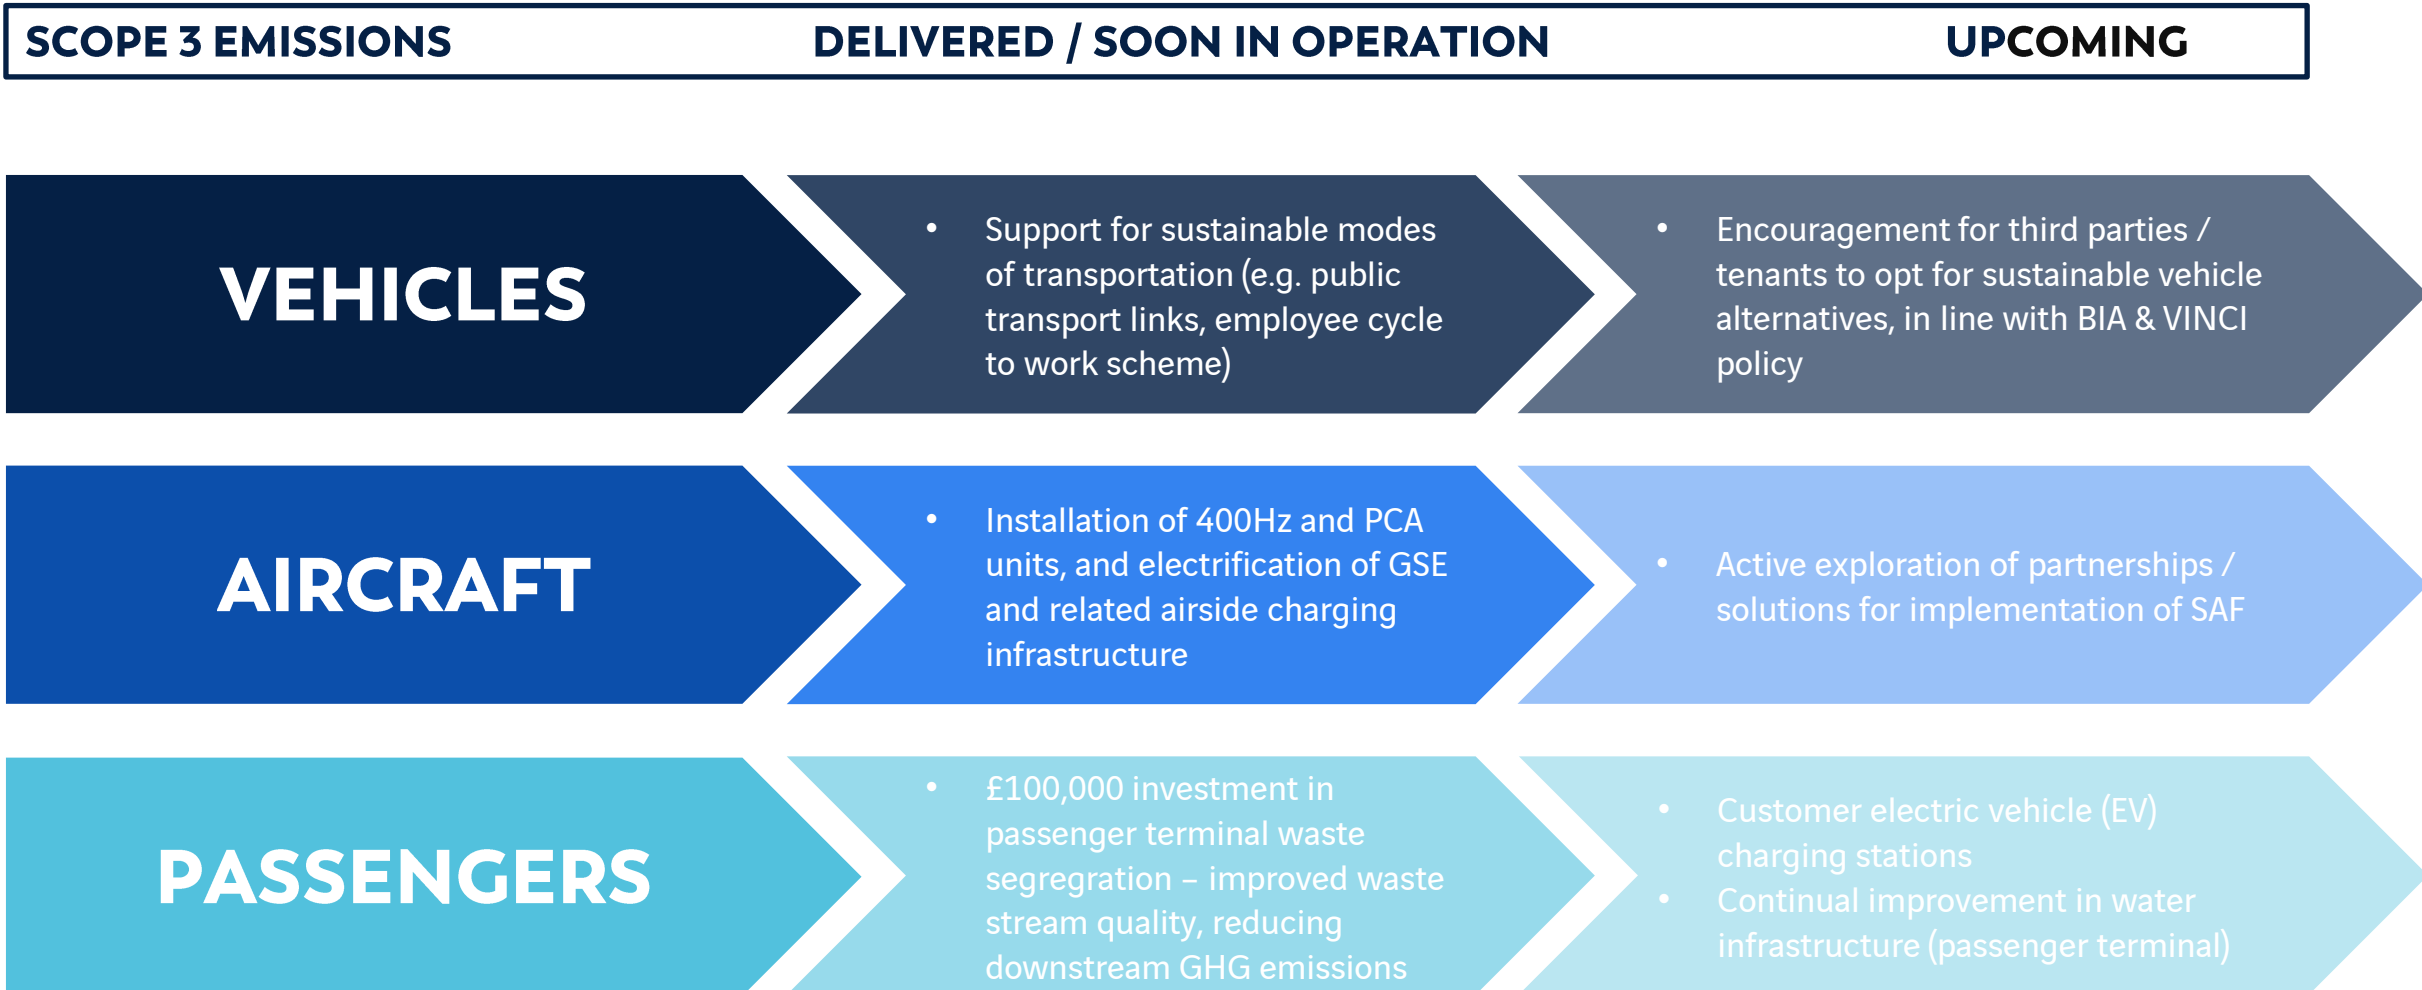 SCOPE 3 EMISSIONS
DELIVERED / SOON IN OPERATION
UPCOMING
VEHICLES
• Support for sustainable modes
of transportation (e.g. public
transport links, employee cycle
to work scheme)
• Encouragement for third parties /
tenants to opt for sustainable vehicle
alternatives, in line with BIA & VINCI
policy
AIRCRAFT
• Installation of 400Hz and PCA
units, and electrification of GSE
and related airside charging
infrastructure
• Active exploration of partnerships /
solutions for implementation of SAF
PASSENGERS
• £100,000 investment in
passenger terminal waste
segregration – improved waste
stream quality, reducing
downstream GHG emissions
• Customer electric vehicle (EV)
charging stations
• Continual improvement in water
infrastructure (passenger terminal)